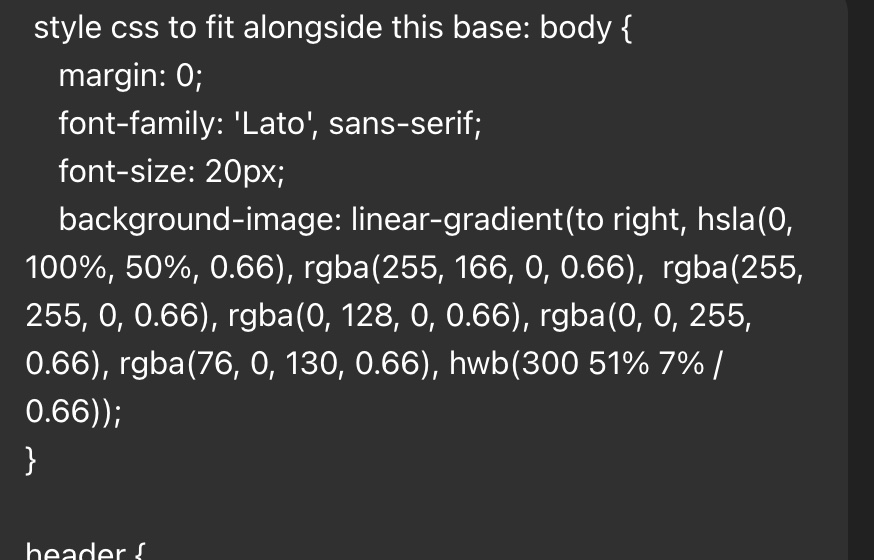 style css to fit alongside this base: body {
margin: 0;
font-family: 'Lato', sans-serif;
font-size: 20px;
background-image: linear-gradient(to right, hsla(0,
100%, 50%, 0.66), rgba(255, 166, 0, 0.66),  rgba(255,
255, 0, 0.66), rgba(0, 128, 0, 0.66), rgba(0, 0, 255,
0.66), rgba(76, 0, 130, 0.66), hwb(300 51% 7% /
0.66));
}
header {